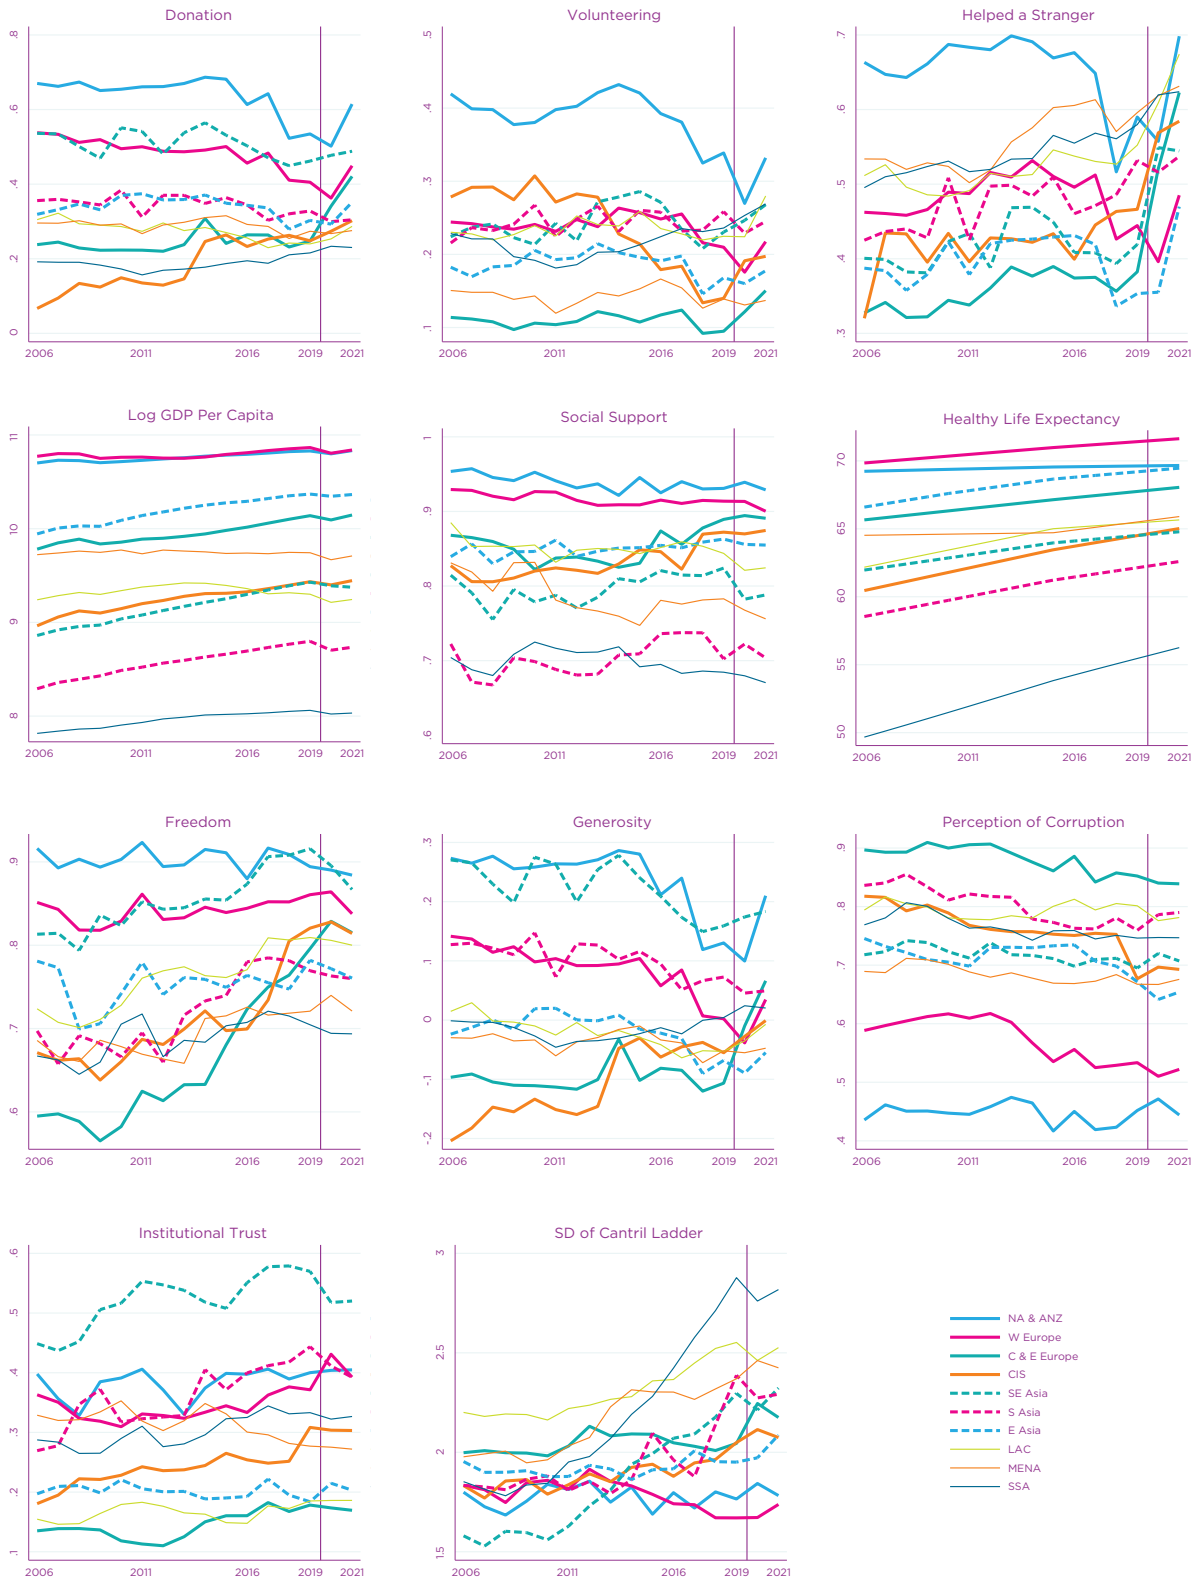 Donation
Volunteering
Helped a Stranger
.8
.6
.4
.2
0
2006 2011 2016 2019 2021
.5
.4
.3
.2
.1
2006 2011 2016 2019 2021
.7
.6
.5
.4
.3
2006 2011 2016 2019 2021
Log GDP Per Capita
Social Support
Healthy Life Expectancy
11
10
9
8
2006 2011 2016 2019 2021
1
.9
.8
.7
.6
2006 2011 2016 2019 2021
70
65
60
55
50
2006 2011 2016 2019 2021
Freedom
Generosity
Perception of Corruption
.9
.8
.7
.6
2006 2011 2016 2019 2021
.3
.2
.1
0
-.1
-.2
2006 2011 2016 2019 2021
.9
.8
.7
.6
.5
.4
2006 2011 2016 2019 2021
Institutional Trust
SD of Cantril Ladder
.6
.5
.4
.3
.2
.1
2006 2011 2016 2019 2021
3
2.5
2
1.5
2006 2011 2016 2019 2021
NA & ANZ
W Europe
C & E Europe
CIS
SE Asia
S Asia
E Asia
LAC
MENA
SSA